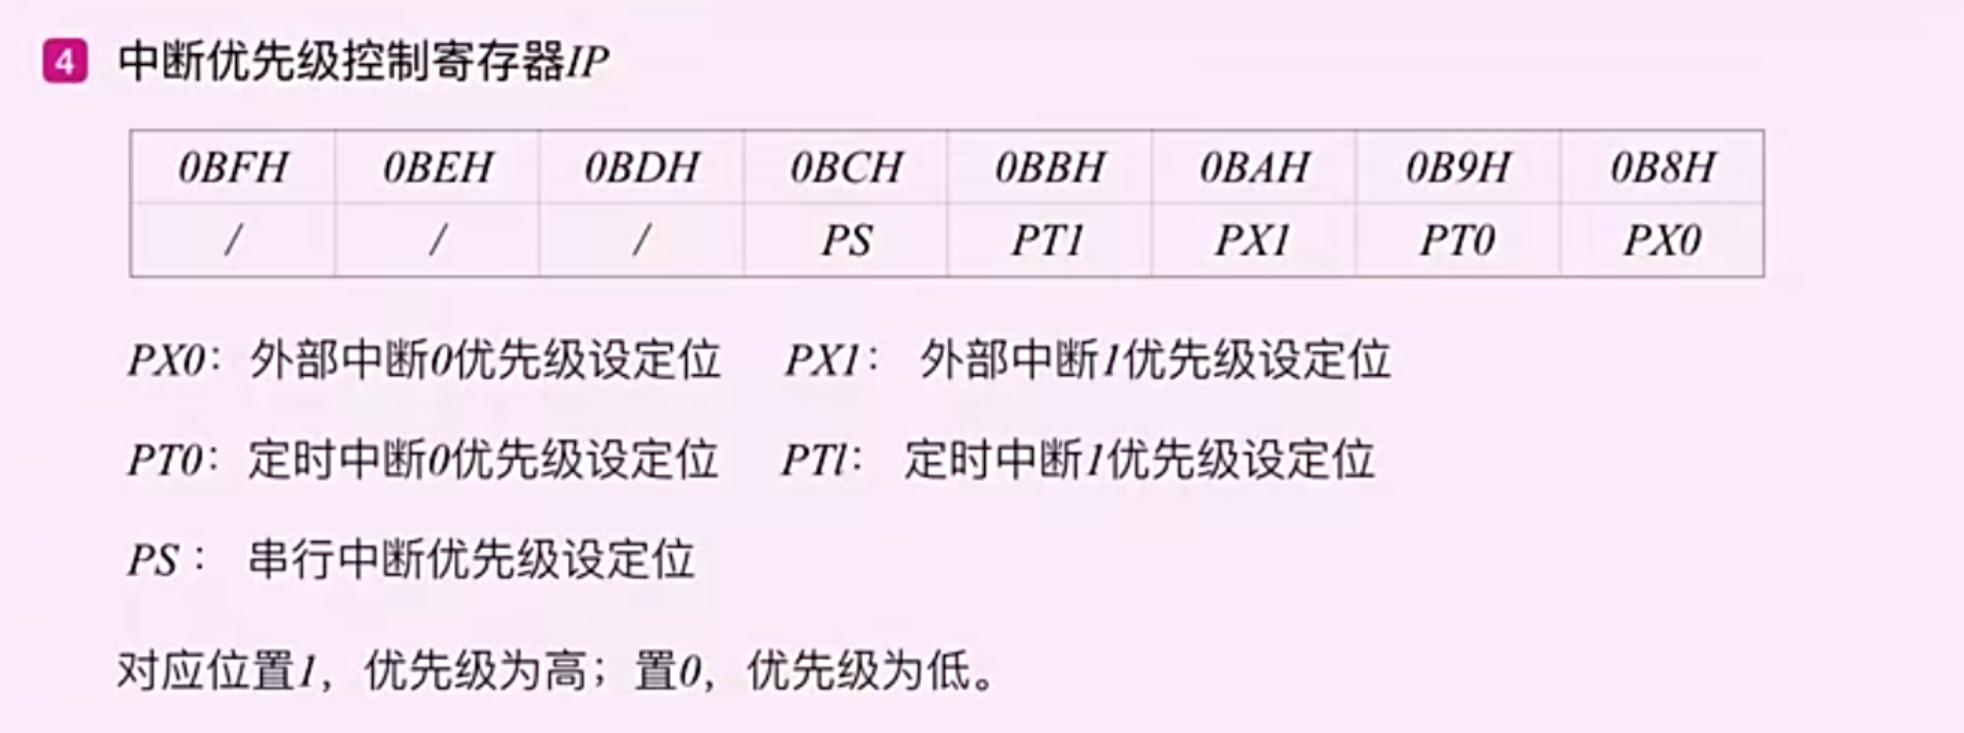 4 中断优先级控制寄存器IP
0BFH 0BEH 0BDH 0BCH 0BBH 0BAH 0B9H 0B8H
/ / / PS PT1 PX1 PT0 PX0
PX0：外部中断0优先级设定位 PX1：外部中断1优先级设定位
PT0：定时中断0优先级设定位 PTl：定时中断1优先级设定位
PS：串行中断优先级设定位
对应位置1，优先级为高；置0，优先级为低。